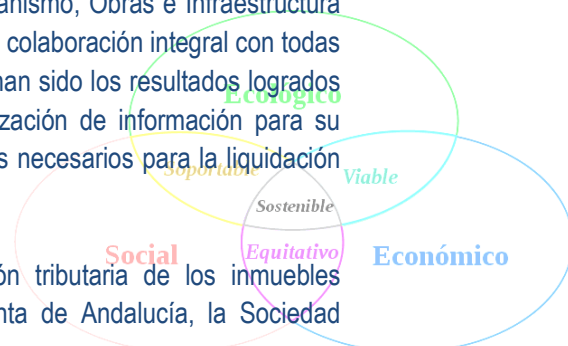 anismo, Obras e Infraestructura
colaboración integral con todas
han sido los resultados logrados
Ecológico
zación de información para su
s necesarios para la liquidación
Soportable
Viable
Sostenible
Social
Equitativo
Económico
ón tributaria de los inmuebles
nta de Andalucía, la Sociedad